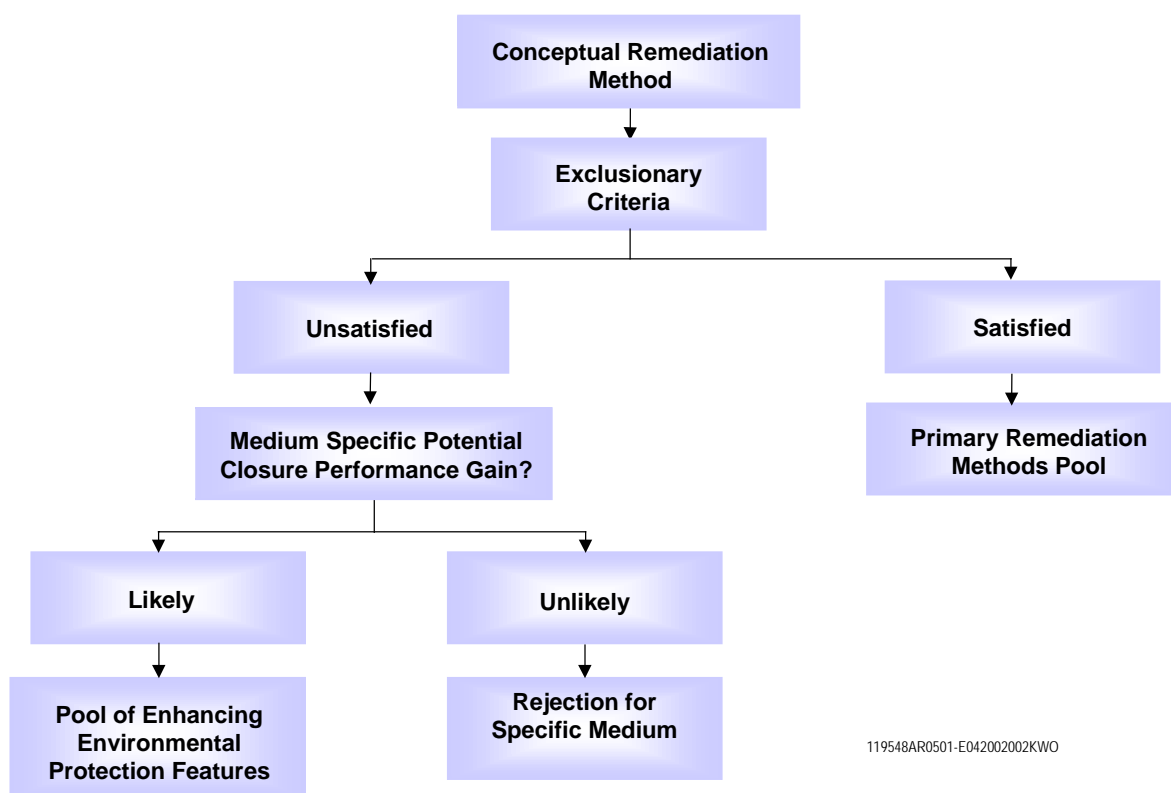 Conceptual Remediation
Method
Exclusionary
Criteria
Unsatisfied
Satisfied
Medium Specific Potential
Closure Performance Gain?
Primary Remediation
Methods Pool
Likely
Unlikely
Pool of Enhancing
Environmental
Protection Features
Rejection for
Specific Medium
119548AR0501-E042002002KWO